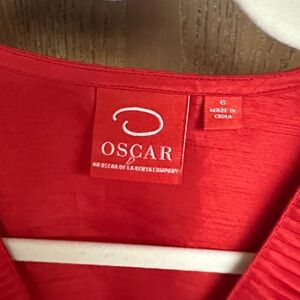 OSCAR
AN OSCAR DE LA RENTA COMPANY
6
MADE IN
CHINA